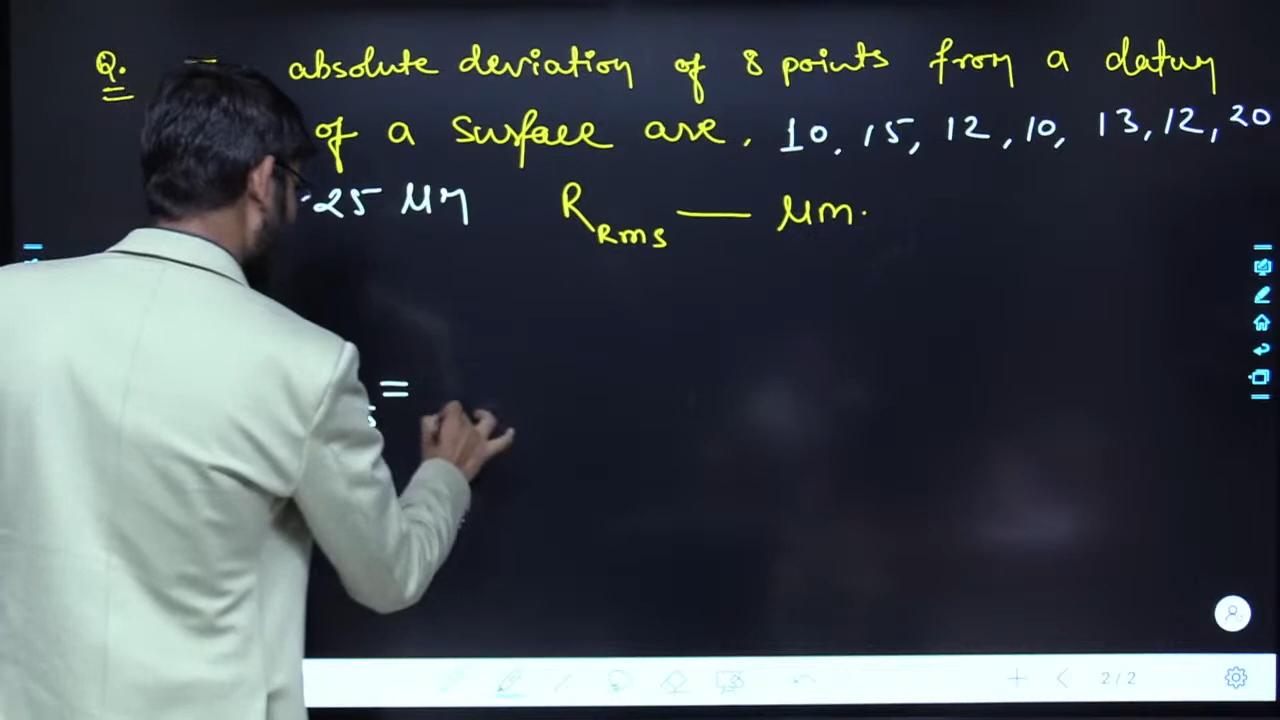 Q. absolute deviation of 8 points from a datum
of a surface are. 10, 15, 12, 10, 13, 12, 20
25 μm R_RMS — μm.
=
2/2